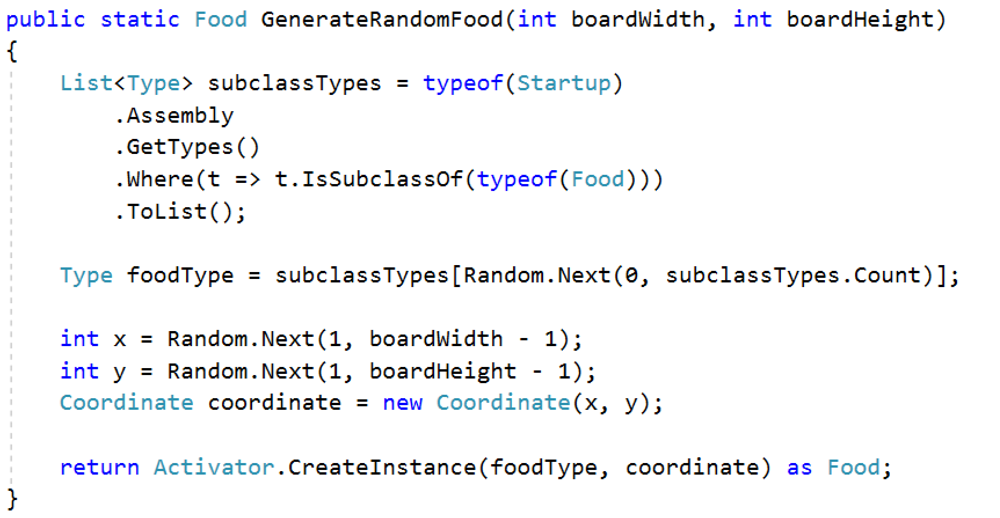 public static Food GenerateRandomFood(int boardWidth, int boardHeight)
{
    List<Type> subclassTypes = typeof(Startup)
        .Assembly
        .GetTypes()
        .Where(t => t.IsSubclassOf(typeof(Food)))
        .ToList();

    Type foodType = subclassTypes[Random.Next(0, subclassTypes.Count)];

    int x = Random.Next(1, boardWidth - 1);
    int y = Random.Next(1, boardHeight - 1);
    Coordinate coordinate = new Coordinate(x, y);

    return Activator.CreateInstance(foodType, coordinate) as Food;
}